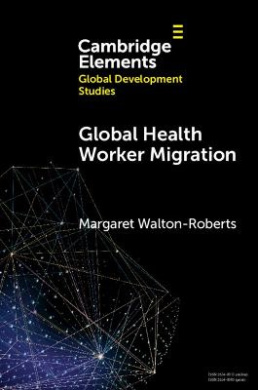 Cambridge
Elements
Global Development
Studies
Global Health
Worker Migration
Margaret Walton-Roberts